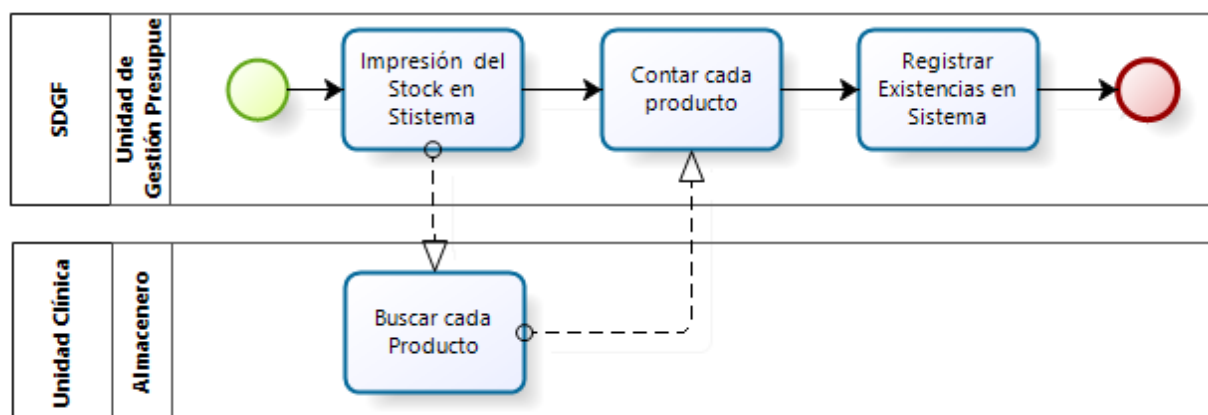 SDGF
Unidad de
Gestión Presupue
Impresión del
Stock en
Stistema
Contar cada
producto
Registrar
Existencias en
Sistema
Unidad Clínica
Almacenero
Buscar cada
Producto